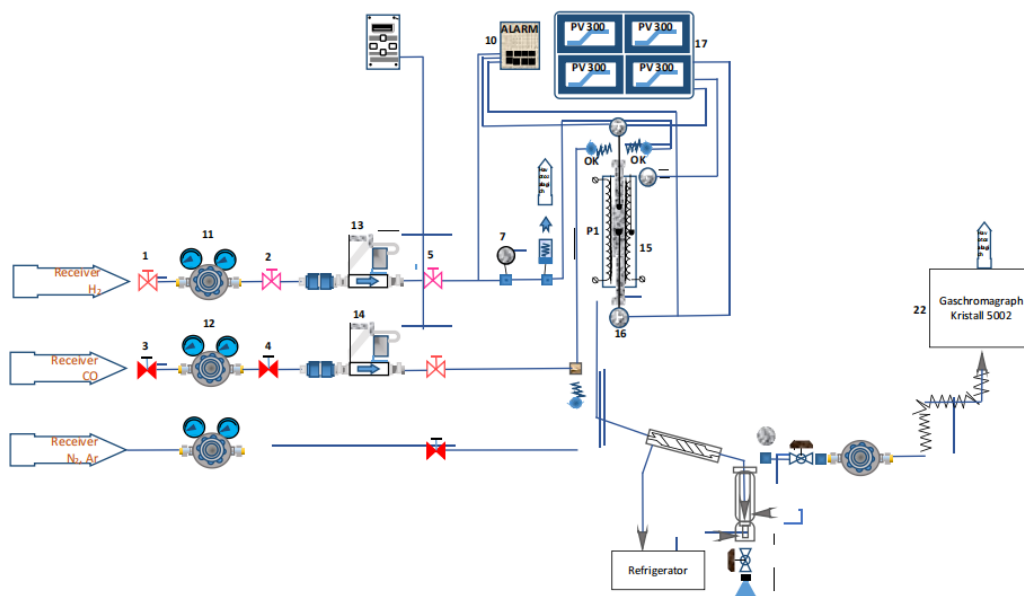 ALARM
10
PV 300
PV 300
17
PV 300
PV 300
OK
OK
13
7
P1
15
11
1
2
5
Receiver
H₂
22
Gaschromagraph
Kristall 5002
12
14
16
3
4
Receiver
CO
Receiver
N₂, Ar
Refrigerator